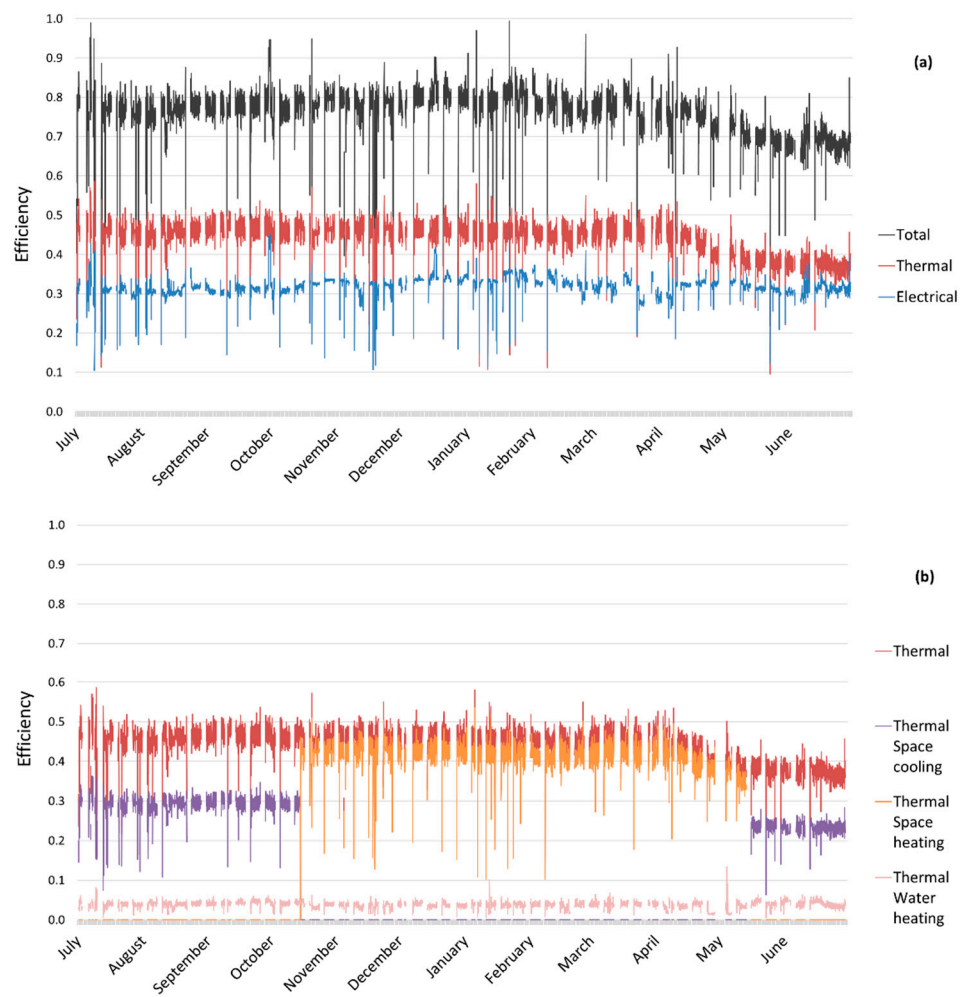 1.0
(a)
0.9
0.8
0.7
0.6
0.5
0.4
0.3
0.2
0.1
0.0
Efficiency
Total
Thermal
Electrical
July
August
September
October
November
December
January
February
March
April
May
June
1.0
(b)
0.9
0.8
0.7
0.6
0.5
0.4
0.3
0.2
0.1
0.0
Efficiency
Thermal
Thermal
Space
cooling
Thermal
Space
heating
Thermal
Water
heating
July
August
September
October
November
December
January
February
March
April
May
June